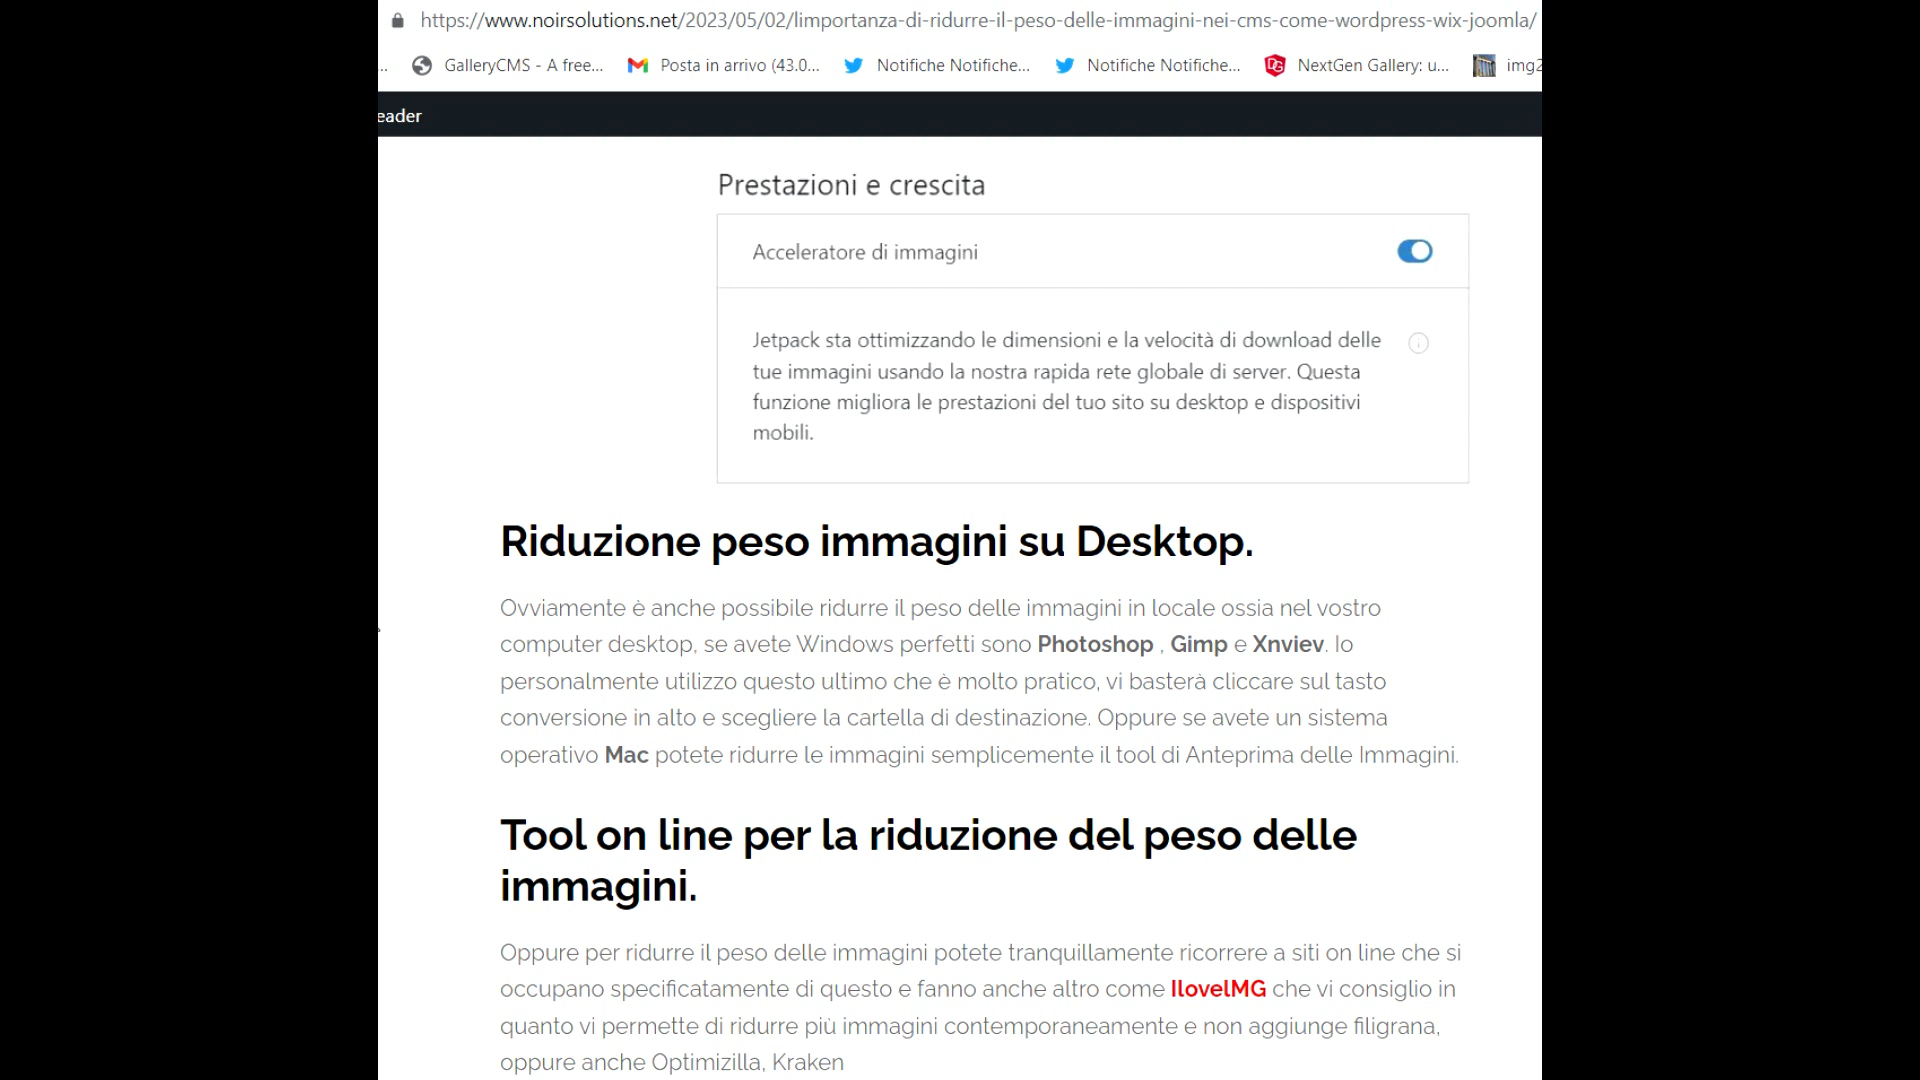 https://www.noirsolutions.net/2023/05/02/limportanza-di-ridurre-il-peso-delle-immagini-nei-cms-come-wordpress-wix-joomla/
... GalleryCMS - A free... Posta in arrivo (43.0... Notifiche Notifiche... Notifiche Notifiche... NextGen Gallery: u... img2
eader
Prestazioni e crescita
Acceleratore di immagini
Jetpack sta ottimizzando le dimensioni e la velocità di download delle
tue immagini usando la nostra rapida rete globale di server. Questa
funzione migliora le prestazioni del tuo sito su desktop e dispositivi
mobili.
Riduzione peso immagini su Desktop.
Ovviamente è anche possibile ridurre il peso delle immagini in locale ossia nel vostro
computer desktop, se avete Windows perfetti sono Photoshop , Gimp e Xnviev. Io
personalmente utilizzo questo ultimo che è molto pratico, vi basterà cliccare sul tasto
conversione in alto e scegliere la cartella di destinazione. Oppure se avete un sistema
operativo Mac potete ridurre le immagini semplicemente il tool di Anteprima delle Immagini.
Tool on line per la riduzione del peso delle
immagini.
Oppure per ridurre il peso delle immagini potete tranquillamente ricorrere a siti on line che si
occupano specificatamente di questo e fanno anche altro come IloveIMG che vi consiglio in
quanto vi permette di ridurre più immagini contemporaneamente e non aggiunge filigrana,
oppure anche Optimizilla, Kraken